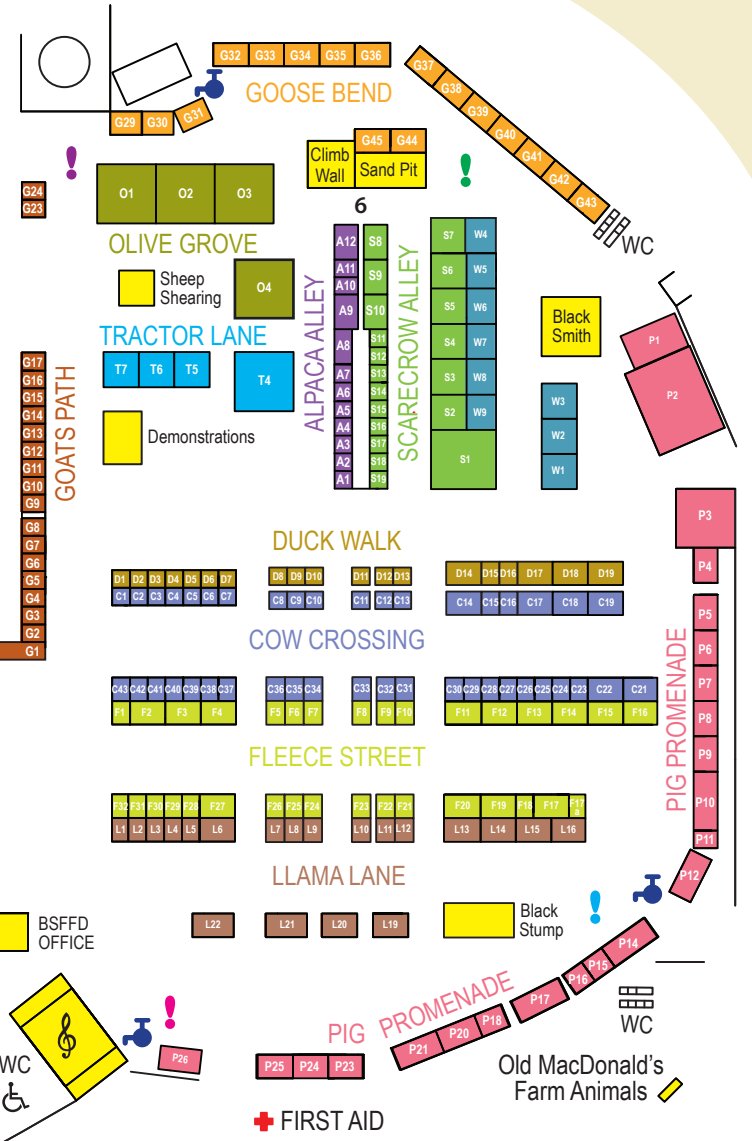 G32 G33 G34 G35 G36
G37
G38
G39
G40
G41
G42
G43
GOOSE BEND
G29 G30 G31
G45 G44
Climb
Wall
Sand Pit
6
WC
G24
G23
O1 O2 O3
OLIVE GROVE
Sheep
Shearing
O4
TRACTOR LANE
T7 T6 T5
T4
Demonstrations
GOATS PATH
G17
G16
G15
G14
G13
G12
G11
G10
G9
G8
G7
G6
G5
G4
G3
G2
G1
ALPACA ALLEY
A12
A11
A10
A9
A8
A7
A6
A5
A4
A3
A2
A1
S8
S9
S10
S11
S12
S13
S14
S15
S16
S17
S18
S19
SCARECROW ALLEY
S7 W4
S6 W5
S5 W6
S4 W7
S3 W8
S2 W9
S1
Black
Smith
W3
W2
W1
P1
P2
P3
P4
P5
P6
P7
P8
P9
P10
P11
P12
PIG PROMENADE
DUCK WALK
D1 D2 D3 D4 D5 D6 D7 D8 D9 D10 D11 D12 D13 D14 D15 D16 D17 D18 D19
C1 C2 C3 C4 C5 C6 C7 C8 C9 C10 C11 C12 C13 C14 C15 C16 C17 C18 C19
COW CROSSING
C43 C42 C41 C40 C39 C38 C37 C36 C35 C34 C33 C32 C31 C30 C29 C28 C27 C26 C25 C24 C23 C22 C21
F1 F2 F3 F4 F5 F6 F7 F8 F9 F10 F11 F12 F13 F14 F15 F16
FLEECE STREET
F32 F31 F30 F29 F28 F27 F26 F25 F24 F23 F22 F21 F20 F19 F18 F17 F17
a
L1 L2 L3 L4 L5 L6 L7 L8 L9 L10 L11 L12 L13 L14 L15 L16
LLAMA LANE
L22 L21 L20 L19
Black
Stump
BSFFD
OFFICE
P14
P15
P16
P17
P18
P20
P21
PIG PROMENADE
P23
P24
P25
P26
WC
WC
Old MacDonald's
Farm Animals
FIRST AID